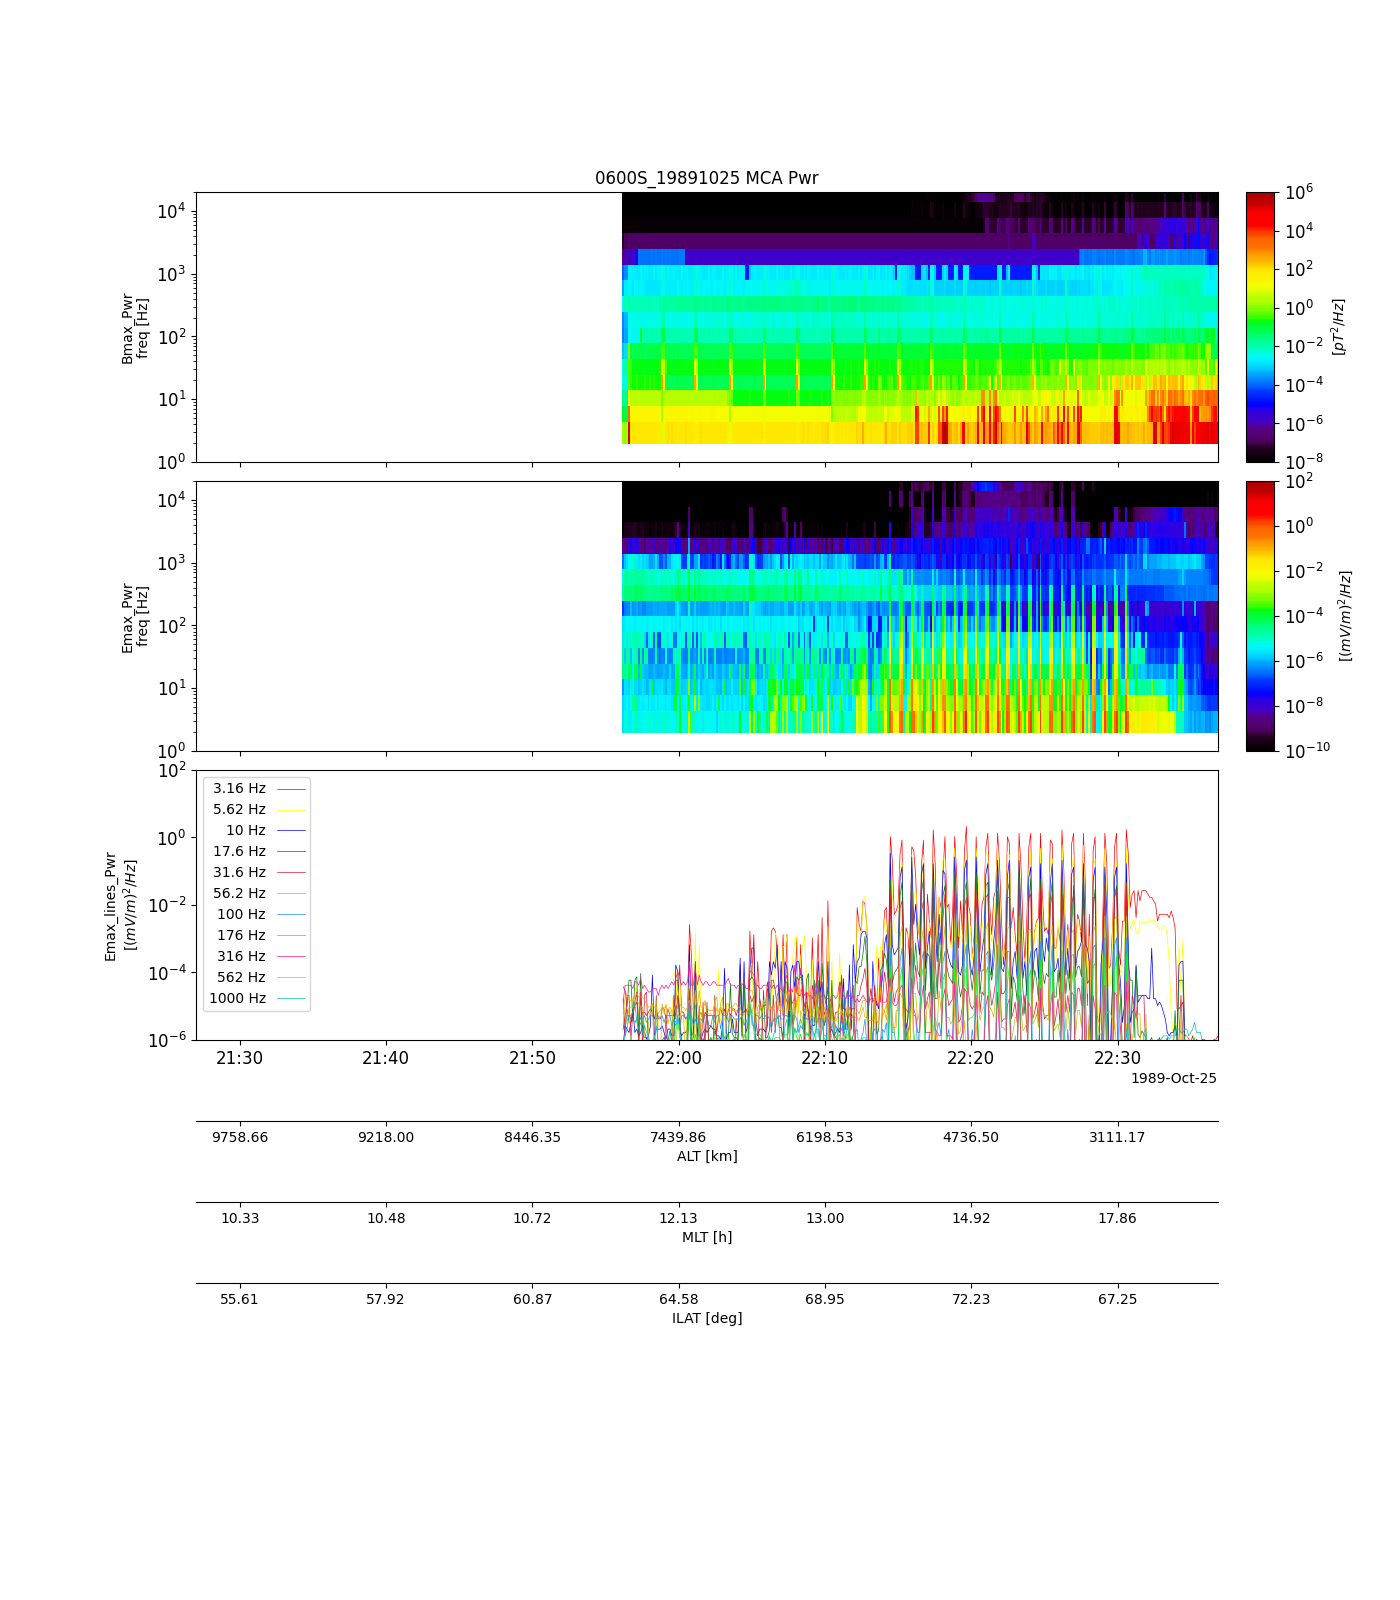 0600S_19891025 MCA Pwr
Bmax_Pwr
freq [Hz]
10^4
10^3
10^2
10^1
10^0
10^6
10^4
10^2
10^0
10^-2
10^-4
10^-6
10^-8
[pT^2/Hz]
Emax_Pwr
freq [Hz]
10^4
10^3
10^2
10^1
10^0
10^2
10^0
10^-2
10^-4
10^-6
10^-8
10^-10
[(mV/m)^2/Hz]
Emax_lines_Pwr
[(mV/m)^2/Hz]
10^2
10^0
10^-2
10^-4
10^-6
3.16 Hz
5.62 Hz
10 Hz
17.6 Hz
31.6 Hz
56.2 Hz
100 Hz
176 Hz
316 Hz
562 Hz
1000 Hz
21:30 21:40 21:50 22:00 22:10 22:20 22:30
1989-Oct-25
9758.66 9218.00 8446.35 7439.86 6198.53 4736.50 3111.17
ALT [km]
10.33 10.48 10.72 12.13 13.00 14.92 17.86
MLT [h]
55.61 57.92 60.87 64.58 68.95 72.23 67.25
ILAT [deg]